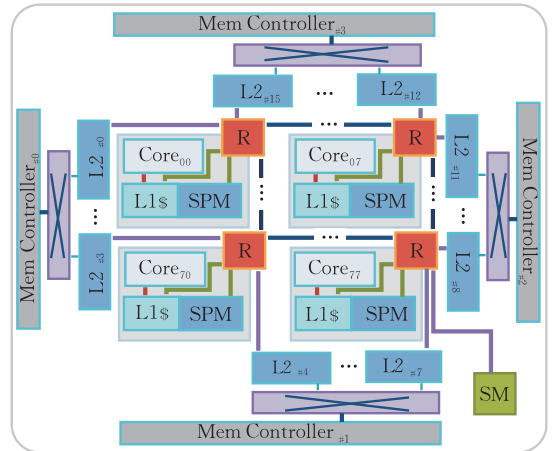 Mem Controller#3
L2#15 ... L2#12
Mem Controller#0
L2#0
...
L2#3
R
Core00
L1$ SPM
...
R
Core07
L1$ SPM
...
...
R
Core70
L1$ SPM
...
R
Core77
L1$ SPM
L2#11
...
L2#8
Mem Controller#2
L2#4 ... L2#7
Mem Controller#1
SM